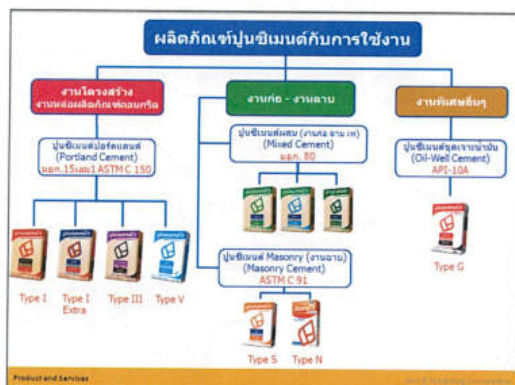 ผลิตภัณฑ์ปูนซิเมนต์กับการใช้งาน
งานโครงสร้าง
งานหล่อผลิตภัณฑ์คอนกรีต
ปูนซิเมนต์ปอร์ตแลนด์
(Portland Cement)
มอก.15เล่ม1 ASTM C 150
Type I
Type I
Extra
Type III
Type V
งานก่อ - งานฉาบ
ปูนซิเมนต์ผสม (งานก่อ ฉาบ เท)
(Mixed Cement)
มอก. 80
ปูนซิเมนต์ Masonry (งานฉาบ)
(Masonry Cement)
ASTM C 91
Type S
Type N
งานพิเศษอื่นๆ
ปูนซิเมนต์ขุดเจาะน้ำมัน
(Oil-Well Cement)
API-10A
Type G
Product and Services